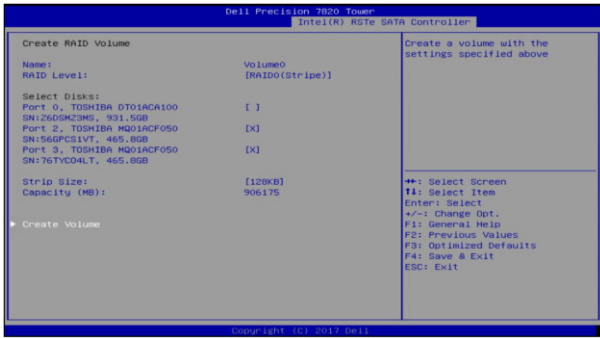 Dell Precision 7820 Tower
Intel(R) RSTe SATA Controller
Create RAID Volume
Name: Volume0
RAID Level: [RAID0(Stripe)]
Select Disks:
Port 0, TOSHIBA DT01ACA100 [ ]
SN:26DSMZ3MS, 931.5GB
Port 2, TOSHIBA MQ01ACF050 [X]
SN:56GPCS1VT, 465.8GB
Port 3, TOSHIBA MQ01ACF050 [X]
SN:76TYCO4LT, 465.8GB
Strip Size: [128KB]
Capacity (MB): 906175
Create Volume
Create a volume with the
settings specified above
→←: Select Screen
↑↓: Select Item
Enter: Select
+/-: Change Opt.
F1: General Help
F2: Previous Values
F3: Optimized Defaults
F4: Save & Exit
ESC: Exit
Copyright (C) 2017 Dell